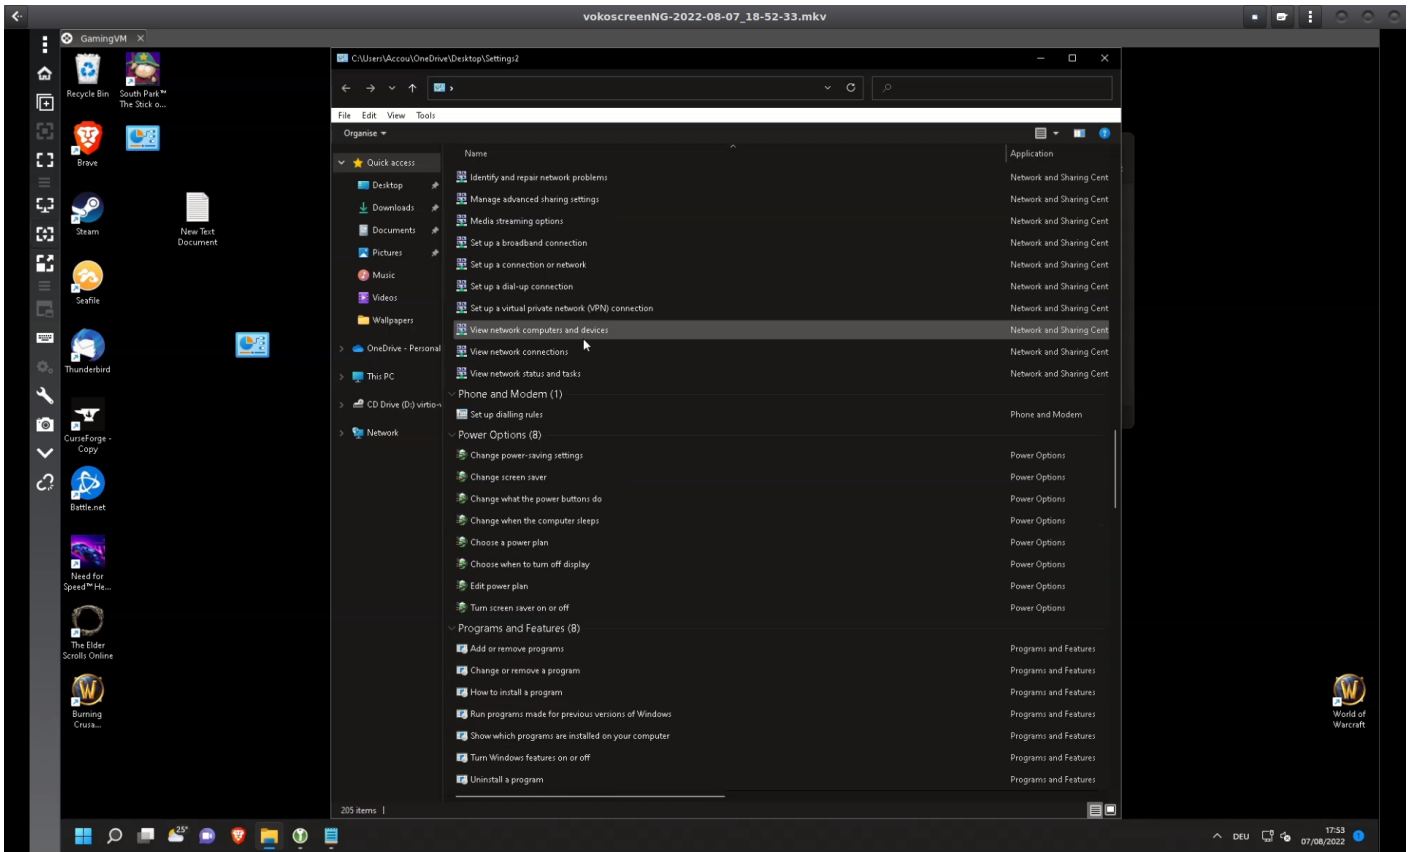 vokoscreenNG-2022-08-07_18-52-33.mkv
GamingVM
Recycle Bin
South Park™
The Stick o...
Brave
Steam
New Text
Document
Seafile
Thunderbird
CurseForge -
Copy
Battle.net
Need for
Speed™ He...
The Elder
Scrolls Online
Burning
Crusa...
World of
Warcraft
C:\Users\Accou\OneDrive\Desktop\Settings2
File Edit View Tools
Organise
Quick access
Desktop
Downloads
Documents
Pictures
Music
Videos
Wallpapers
OneDrive - Personal
This PC
CD Drive (D:) virtio-
Network
Name Application
Identify and repair network problems Network and Sharing Cent
Manage advanced sharing settings Network and Sharing Cent
Media streaming options Network and Sharing Cent
Set up a broadband connection Network and Sharing Cent
Set up a connection or network Network and Sharing Cent
Set up a dial-up connection Network and Sharing Cent
Set up a virtual private network (VPN) connection Network and Sharing Cent
View network computers and devices Network and Sharing Cent
View network connections Network and Sharing Cent
View network status and tasks Network and Sharing Cent
Phone and Modem (1)
Set up dialling rules Phone and Modem
Power Options (8)
Change power-saving settings Power Options
Change screen saver Power Options
Change what the power buttons do Power Options
Change when the computer sleeps Power Options
Choose a power plan Power Options
Choose when to turn off display Power Options
Edit power plan Power Options
Turn screen saver on or off Power Options
Programs and Features (8)
Add or remove programs Programs and Features
Change or remove a program Programs and Features
How to install a program Programs and Features
Run programs made for previous versions of Windows Programs and Features
Show which programs are installed on your computer Programs and Features
Turn Windows features on or off Programs and Features
Uninstall a program Programs and Features
205 items
25°
DEU
17:53
07/08/2022